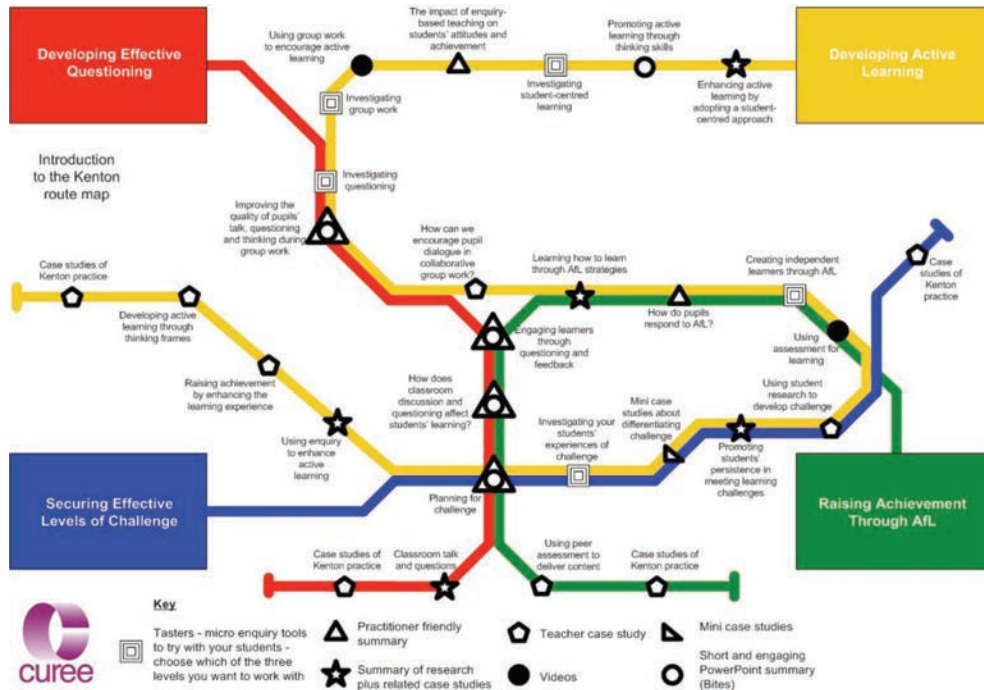 Developing Effective
Questioning
Using group work
to encourage active
learning
The impact of enquiry-
based teaching on
students' attitudes and
achievement
Promoting active
learning through
thinking skills
Developing Active
Learning
Investigating
group work
Investigating
student-centred
learning
Enhancing active
learning by
adopting a student-
centred approach
Introduction
to the Kenton
route map
Investigating
questioning
Improving the
quality of pupils'
talk, questioning
and thinking during
group work
How can we
encourage pupil
dialogue in
collaborative
group work?
Learning how to learn
through AfL strategies
Creating independent
learners through AfL
Case
studies of
Kenton
practice
Case studies of
Kenton practice
Developing active
learning through
thinking frames
Engaging learners
through
questioning and
feedback
How do pupils
respond to AfL?
Using
assessment for
learning
Raising achievement
by enhancing the
learning experience
How does
classroom
discussion and
questioning affect
students' learning?
Using student
research to
develop challenge
Mini case
studies about
differentiating
challenge
Investigating your
students'
experiences of
challenge
Using enquiry
to enhance
active
learning
Promoting
students'
persistence in
meeting learning
challenges
Securing Effective
Levels of Challenge
Planning for
challenge
Raising Achievement
Through AfL
Case studies of
Kenton practice
Classroom talk
and questions
Using peer
assessment to
deliver content
Case studies of
Kenton practice
curee
Key
Tasters - micro enquiry tools
to try with your students -
choose which of the three
levels you want to work with
Practitioner friendly
summary
Summary of research
plus related case studies
Teacher case study
Videos
Mini case studies
Short and engaging
PowerPoint summary
(Bites)